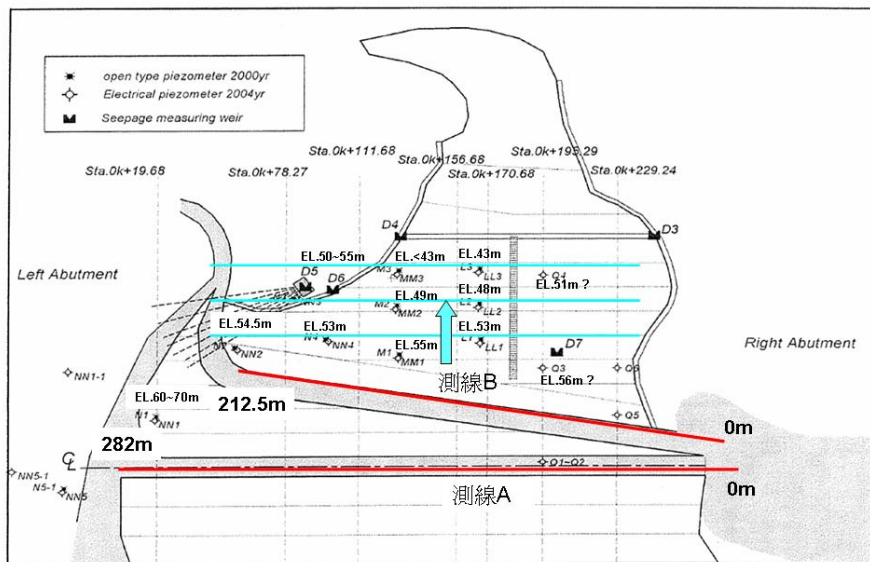 open type piezometer 2000yr
Electrical piezometer 2004yr
Seepage measuring weir
Sta.0k+19.68
Sta.0k+78.27
Sta.0k+111.68
Sta.0k+156.68
Sta.0k+170.68
Sta.0k+195.29
Sta.0k+229.24
D4
D3
EL.50~55m
EL.<43m
EL.43m
Left Abutment
D5
D6
M3
MM3
L3
LL3
Q4
EL.51m ?
EL.49m
EL.48m
M2
MM2
L2
LL2
EL.54.5m
EL.53m
EL.53m
NN2
N4
NN4
EL.55m
M1
MM1
L1
LL1
D7
Right Abutment
NN1-1
測線B
Q3
Q6
EL.56m ?
EL.60~70m
212.5m
N1
NN1
Q5
0m
282m
CL
NN5-1
N5-1
NN5
Q1~Q2
測線A
0m